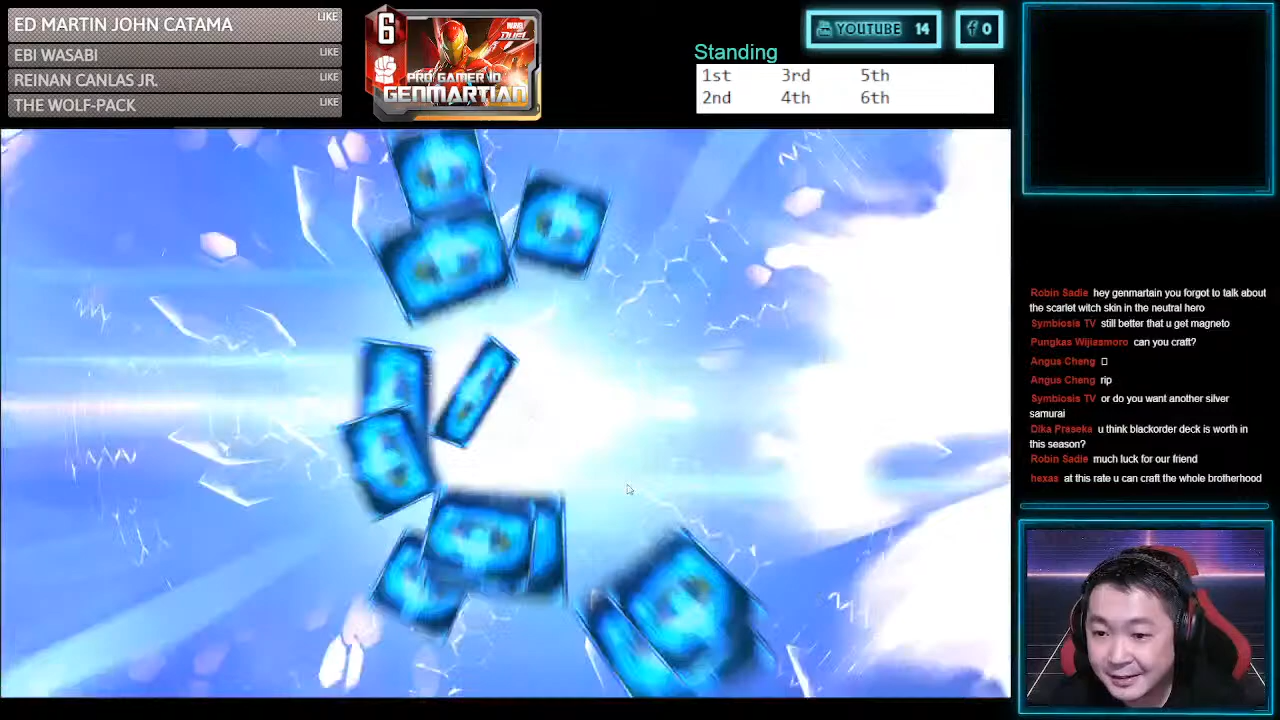 ED MARTIN JOHN CATAMA LIKE
EBI WASABI LIKE
REINAN CANLAS JR. LIKE
THE WOLF-PACK LIKE
6
MARVEL
DUEL
PRO GAMER ID
GENMARTIAN
Standing
1st 3rd 5th
2nd 4th 6th
YOUTUBE 14
f 0
Robin Sadie hey genmartain you forgot to talk about
the scarlet witch skin in the neutral hero
Symbiosis TV still better that u get magneto
Pungkas Wijiasmoro can you craft?
Angus Cheng
Angus Cheng rip
Symbiosis TV or do you want another silver
samurai
Dika Praseka u think blackorder deck is worth in
this season?
Robin Sadie much luck for our friend
hexas at this rate u can craft the whole brotherhood